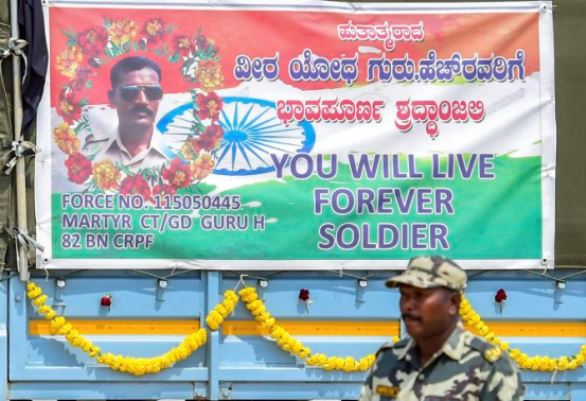 ಹುತಾತ್ಮರಾದ
ವೀರ ಯೋಧ ಗುರು.ಹೆಚ್‌ರವರಿಗೆ
ಭಾವಪೂರ್ಣ ಶ್ರದ್ಧಾಂಜಲಿ
YOU WILL LIVE
FOREVER
SOLDIER
FORCE NO. 115050445
MARTYR CT/GD GURU H
82 BN CRPF